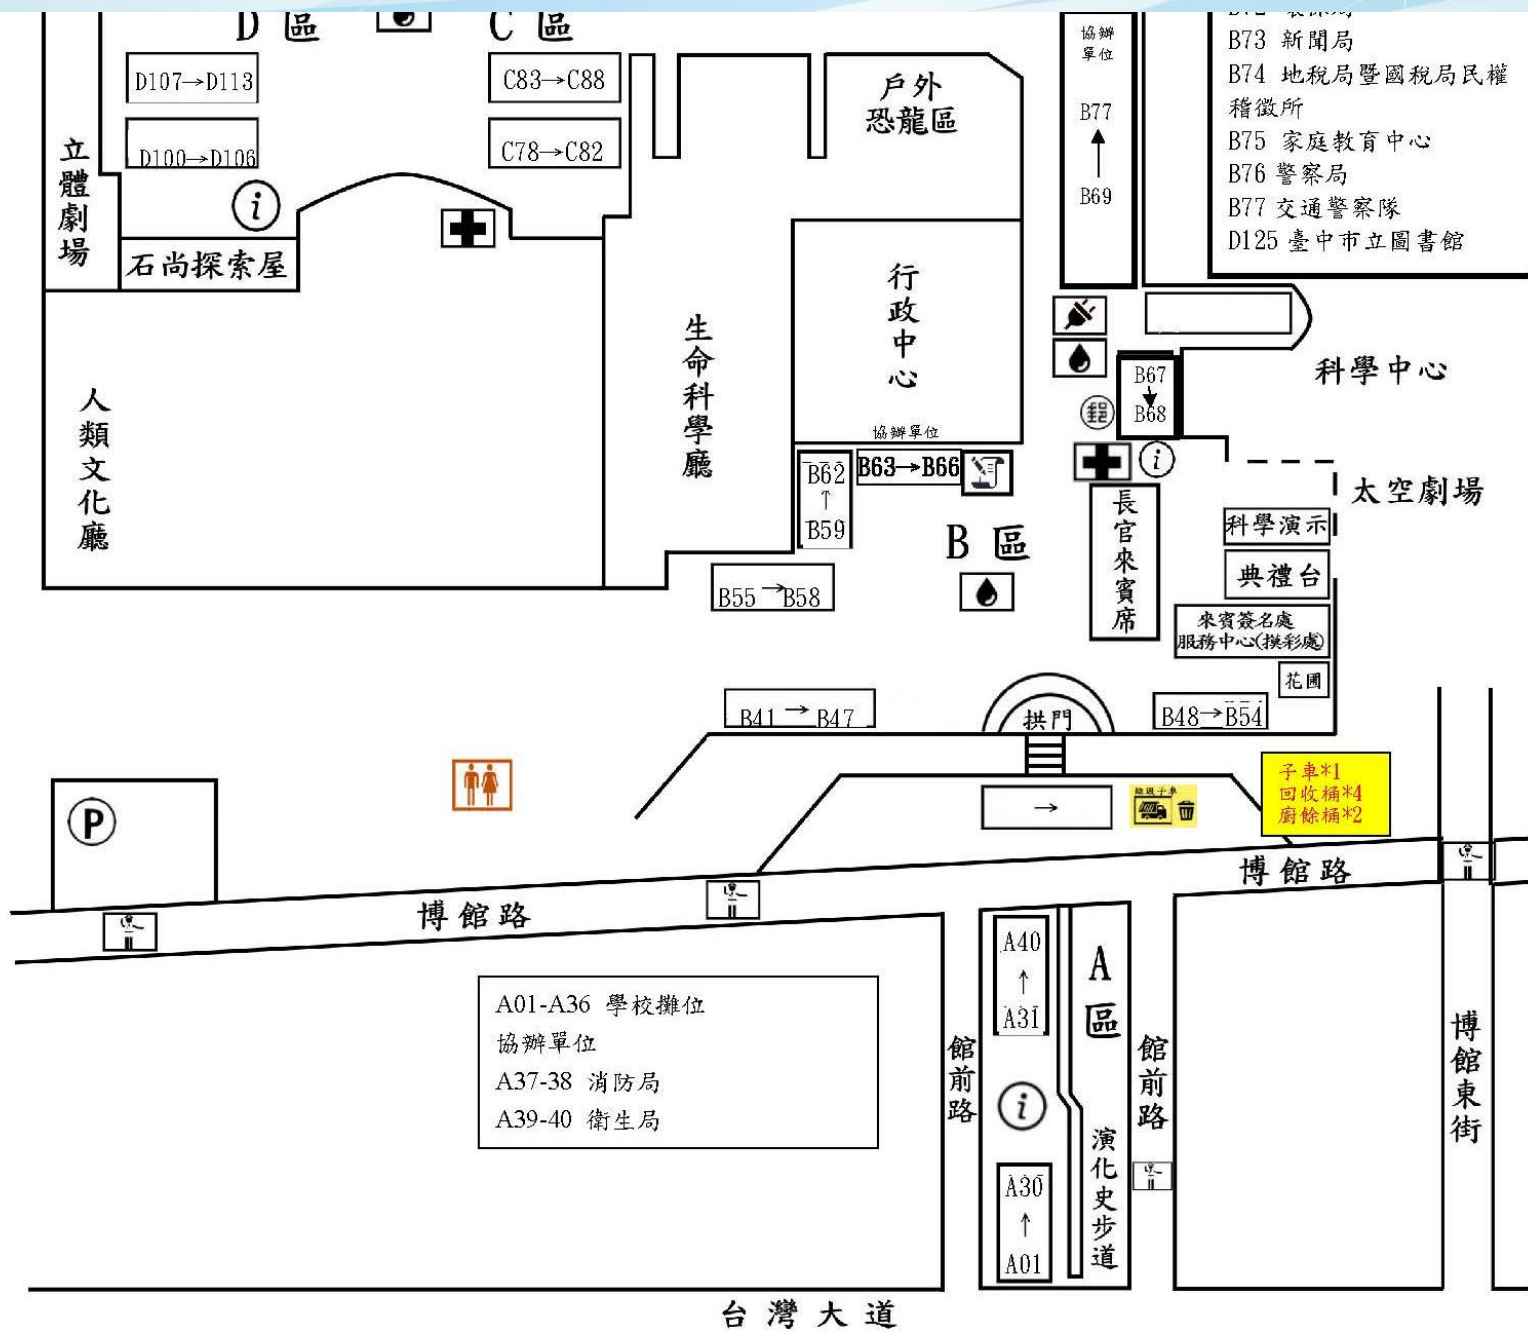 D 區
C 區
D107→D113
C83→C88
D100→D106
C78→C82
立體劇場
石尚探索屋
i
戶外
恐龍區
協辦
單位
B77
B69
B73 新聞局
B74 地稅局暨國稅局民權
稽徵所
B75 家庭教育中心
B76 警察局
B77 交通警察隊
D125 臺中市立圖書館
行政中心
生命科學廳
人類文化廳
科學中心
B67
B68
郵
i
協辦單位
B62
↑
B59
B63→B66
太空劇場
B 區
長官來賓席
科學演示
典禮台
來賓簽名處
服務中心(摸彩處)
花圃
B55→B58
B41→B47
拱門
B48→B54
P
→
垃圾子車
子車*1
回收桶*4
廚餘桶*2
博館路
博館路
A01-A36 學校攤位
協辦單位
A37-38 消防局
A39-40 衛生局
A40
↑
A31
A 區
館前路
i
館前路
演化史步道
博館東街
A30
↑
A01
台灣大道